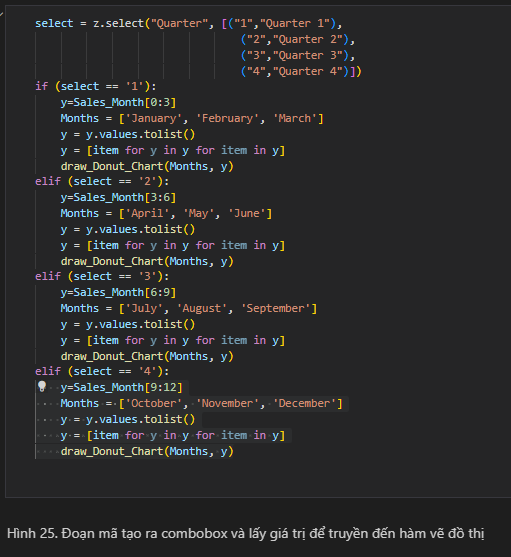 select = z.select("Quarter", [("1","Quarter 1"),
("2","Quarter 2"),
("3","Quarter 3"),
("4","Quarter 4")])
if (select == '1'):
y=Sales_Month[0:3]
Months = ['January', 'February', 'March']
y = y.values.tolist()
y = [item for y in y for item in y]
draw_Donut_Chart(Months, y)
elif (select == '2'):
y=Sales_Month[3:6]
Months = ['April', 'May', 'June']
y = y.values.tolist()
y = [item for y in y for item in y]
draw_Donut_Chart(Months, y)
elif (select == '3'):
y=Sales_Month[6:9]
Months = ['July', 'August', 'September']
y = y.values.tolist()
y = [item for y in y for item in y]
draw_Donut_Chart(Months, y)
elif (select == '4'):
y=Sales_Month[9:12]
Months = ['October', 'November', 'December']
y = y.values.tolist()
y = [item for y in y for item in y]
draw_Donut_Chart(Months, y)
Hình 25. Đoạn mã tạo ra combobox và lấy giá trị để truyền đến hàm vẽ đồ thị